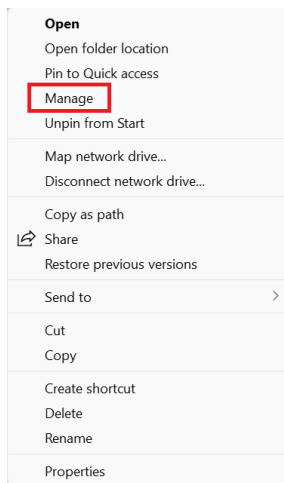 Open
Open folder location
Pin to Quick access
Manage
Unpin from Start
Map network drive...
Disconnect network drive...
Copy as path
Share
Restore previous versions
Send to
Cut
Copy
Create shortcut
Delete
Rename
Properties